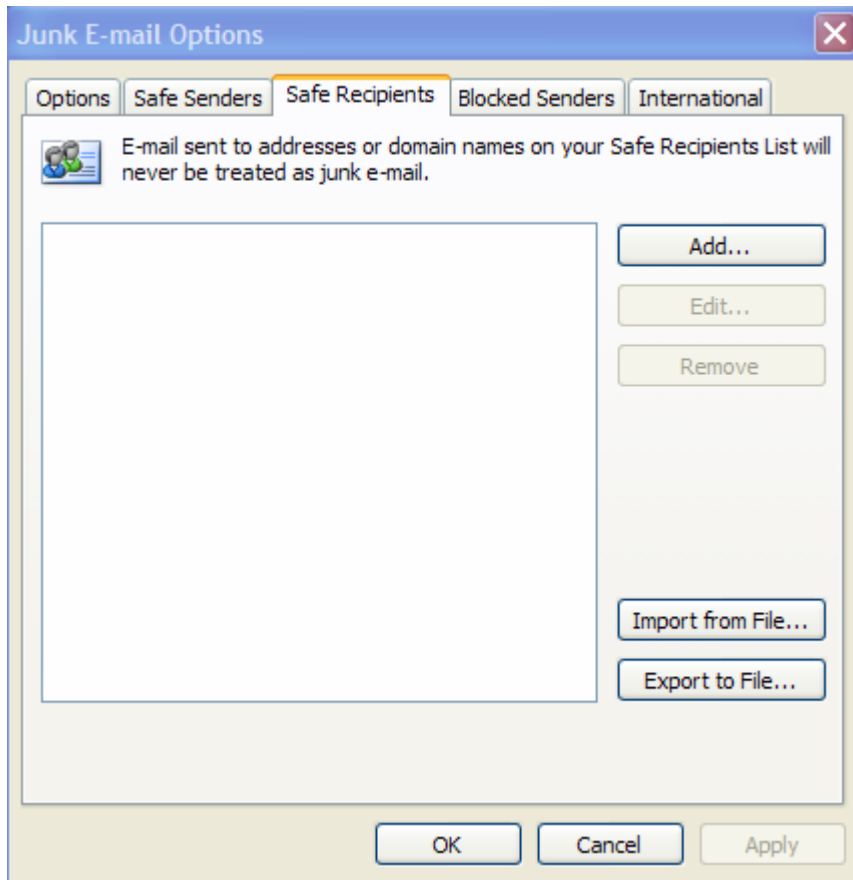 Junk E-mail Options
Options Safe Senders Safe Recipients Blocked Senders International
E-mail sent to addresses or domain names on your Safe Recipients List will
never be treated as junk e-mail.
Add...
Edit...
Remove
Import from File...
Export to File...
OK Cancel Apply